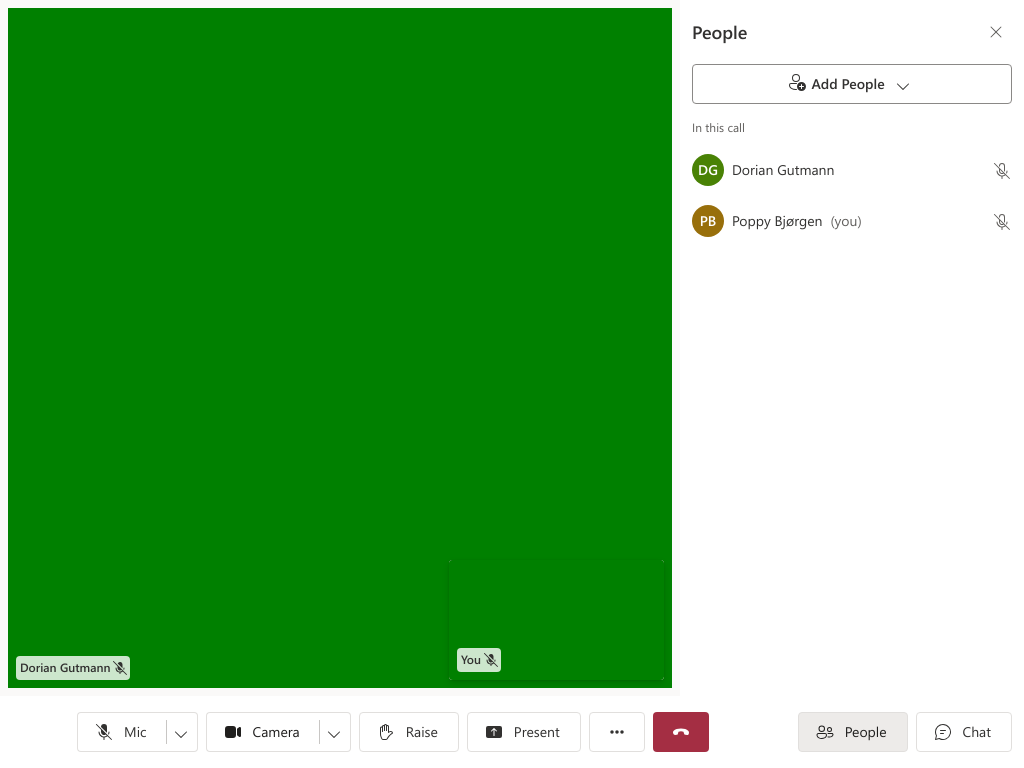 People
Add People
In this call
DG Dorian Gutmann
PB Poppy Bjørgen (you)
You
Dorian Gutmann
Mic
Camera
Raise
Present
People
Chat